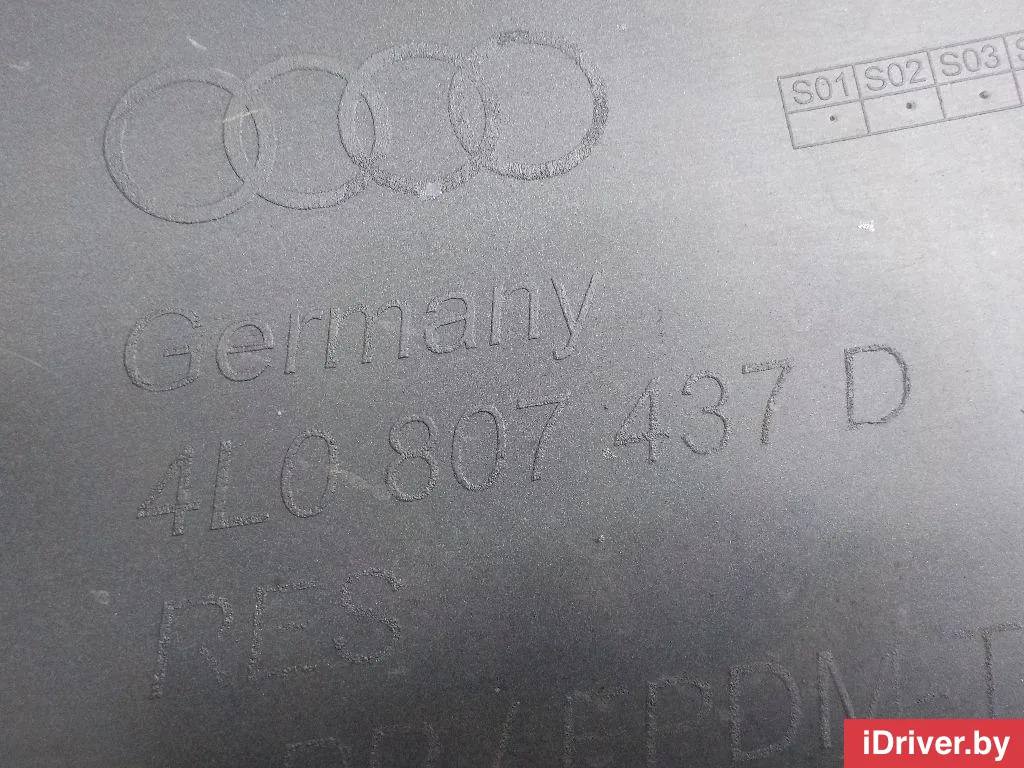 S01 S02 S03
Germany
4L0 807 437 D
RES
iDriver.by